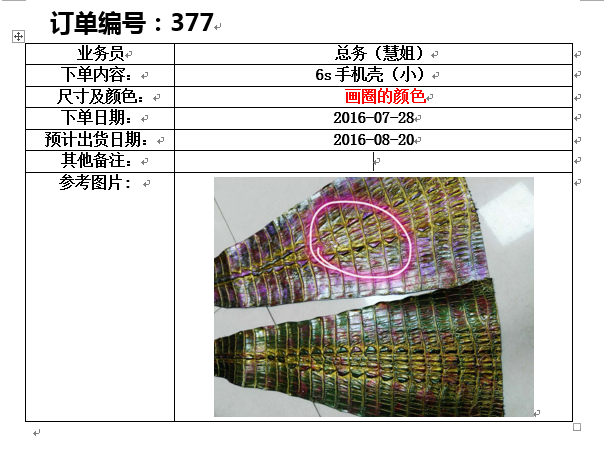 订单编号：377
业务员 总务（慧姐）
下单内容： 6s手机壳（小）
尺寸及颜色： 画圈的颜色
下单日期： 2016-07-28
预计出货日期： 2016-08-20
其他备注：
参考图片：